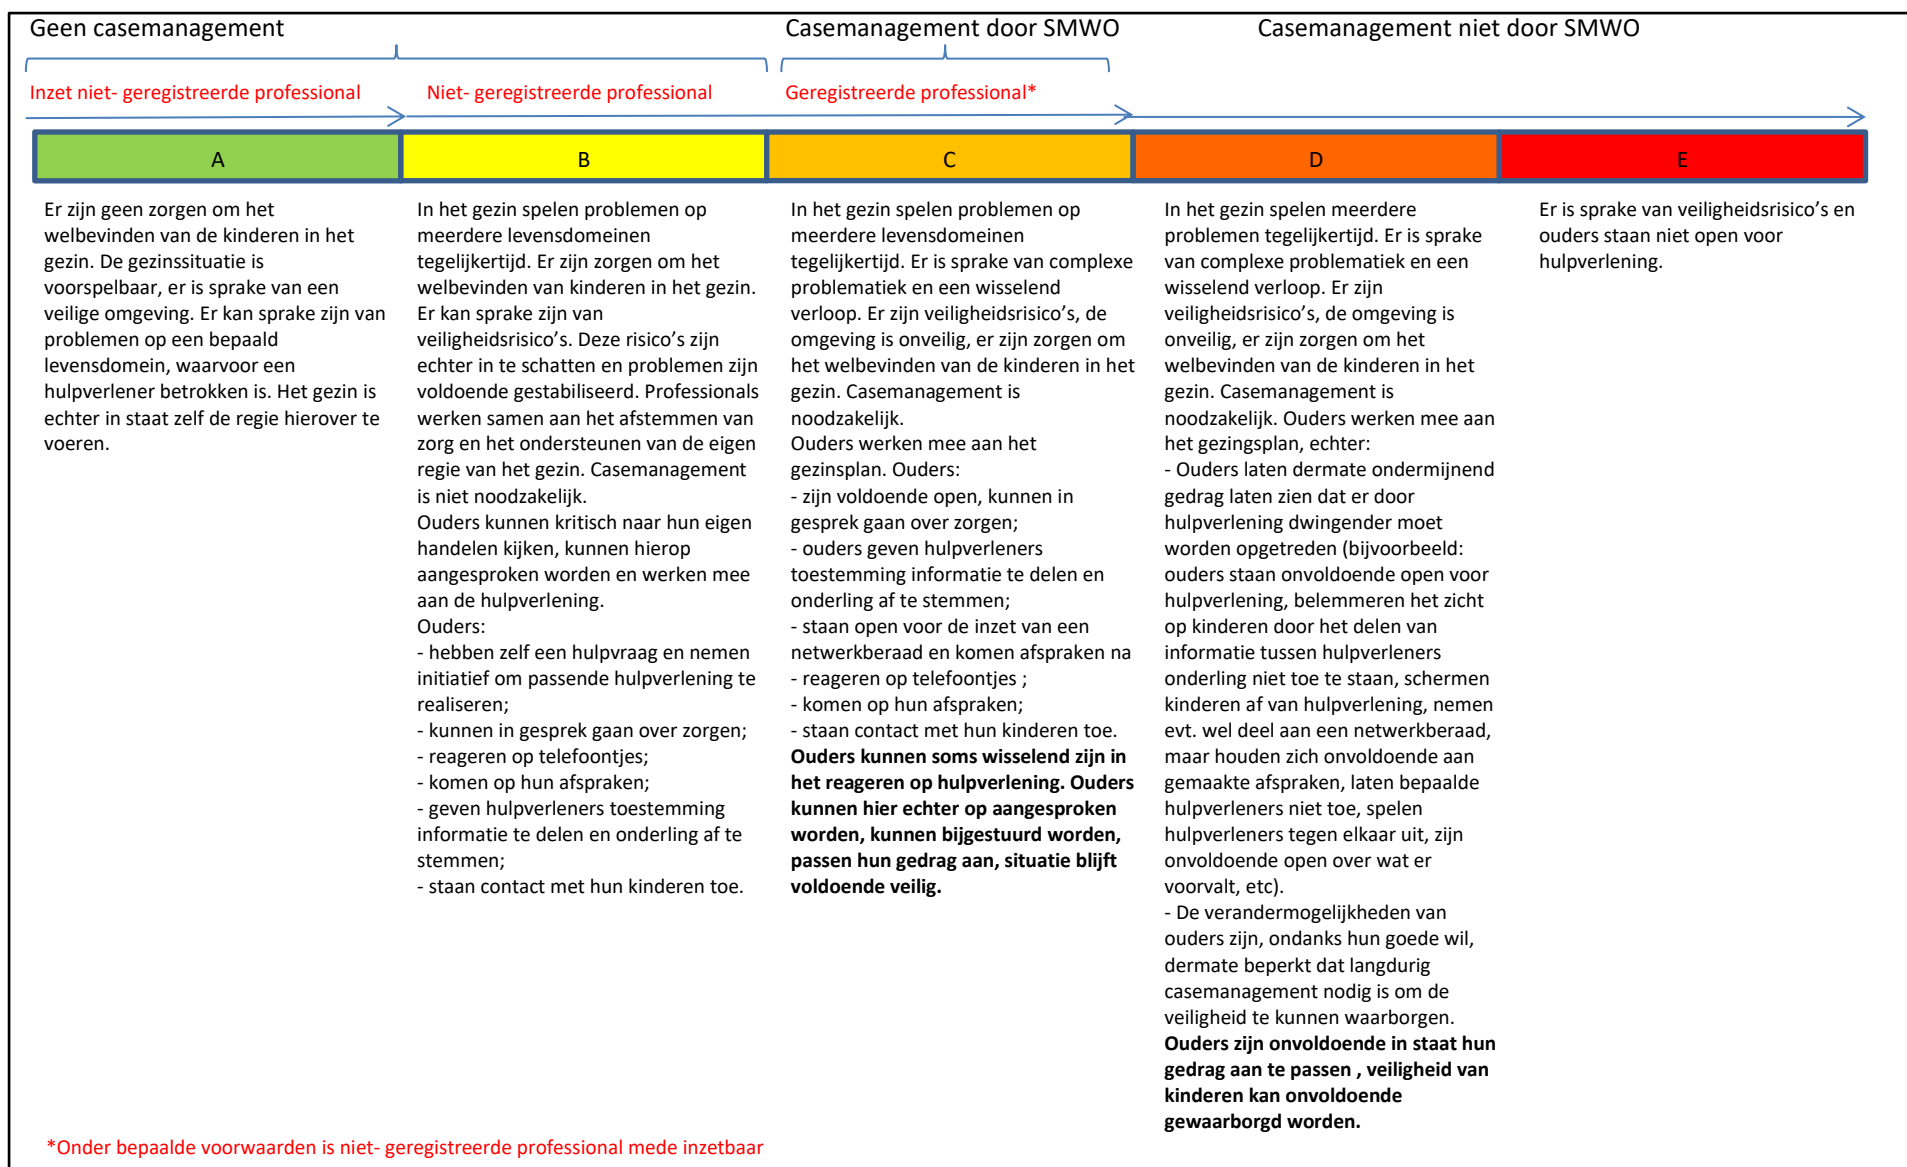 Geen casemanagement
Casemanagement door SMWO
Casemanagement niet door SMWO
Inzet niet- geregistreerde professional
Niet- geregistreerde professional
Geregistreerde professional*
A
B
C
D
E
Er zijn geen zorgen om het
welbevinden van de kinderen in het
gezin. De gezinssituatie is
voorspelbaar, er is sprake van een
veilige omgeving. Er kan sprake zijn van
problemen op een bepaald
levensdomein, waarvoor een
hulpverlener betrokken is. Het gezin is
echter in staat zelf de regie hierover te
voeren.
In het gezin spelen problemen op
meerdere levensdomeinen
tegelijkertijd. Er zijn zorgen om het
welbevinden van kinderen in het gezin.
Er kan sprake zijn van
veiligheidsrisico’s. Deze risico’s zijn
echter in te schatten en problemen zijn
voldoende gestabiliseerd. Professionals
werken samen aan het afstemmen van
zorg en het ondersteunen van de eigen
regie van het gezin. Casemanagement
is niet noodzakelijk.
Ouders kunnen kritisch naar hun eigen
handelen kijken, kunnen hierop
aangesproken worden en werken mee
aan de hulpverlening.
Ouders:
- hebben zelf een hulpvraag en nemen
initiatief om passende hulpverlening te
realiseren;
- kunnen in gesprek gaan over zorgen;
- reageren op telefoontjes;
- komen op hun afspraken;
- geven hulpverleners toestemming
informatie te delen en onderling af te
stemmen;
- staan contact met hun kinderen toe.
In het gezin spelen problemen op
meerdere levensdomeinen
tegelijkertijd. Er is sprake van complexe
problematiek en een wisselend
verloop. Er zijn veiligheidsrisico’s, de
omgeving is onveilig, er zijn zorgen om
het welbevinden van de kinderen in het
gezin. Casemanagement is
noodzakelijk.
Ouders werken mee aan het
gezinsplan. Ouders:
- zijn voldoende open, kunnen in
gesprek gaan over zorgen;
- ouders geven hulpverleners
toestemming informatie te delen en
onderling af te stemmen;
- staan open voor de inzet van een
netwerkberaad en komen afspraken na
- reageren op telefoontjes ;
- komen op hun afspraken;
- staan contact met hun kinderen toe.
Ouders kunnen soms wisselend zijn in
het reageren op hulpverlening. Ouders
kunnen hier echter op aangesproken
worden, kunnen bijgestuurd worden,
passen hun gedrag aan, situatie blijft
voldoende veilig.
In het gezin spelen meerdere
problemen tegelijkertijd. Er is sprake
van complexe problematiek en een
wisselend verloop. Er zijn
veiligheidsrisico’s, de omgeving is
onveilig, er zijn zorgen om het
welbevinden van de kinderen in het
gezin. Casemanagement is
noodzakelijk. Ouders werken mee aan
het gezingsplan, echter:
- Ouders laten dermate ondermijnend
gedrag laten zien dat er door
hulpverlening dwingender moet
worden opgetreden (bijvoorbeeld:
ouders staan onvoldoende open voor
hulpverlening, belemmeren het zicht
op kinderen door het delen van
informatie tussen hulpverleners
onderling niet toe te staan, schermen
kinderen af van hulpverlening, nemen
evt. wel deel aan een netwerkberaad,
maar houden zich onvoldoende aan
gemaakte afspraken, laten bepaalde
hulpverleners niet toe, spelen
hulpverleners tegen elkaar uit, zijn
onvoldoende open over wat er
voorvalt, etc).
- De verandermogelijkheden van
ouders zijn, ondanks hun goede wil,
dermate beperkt dat langdurig
casemanagement nodig is om de
veiligheid te kunnen waarborgen.
Ouders zijn onvoldoende in staat hun
gedrag aan te passen , veiligheid van
kinderen kan onvoldoende
gewaarborgd worden.
Er is sprake van veiligheidsrisico’s en
ouders staan niet open voor
hulpverlening.
*Onder bepaalde voorwaarden is niet- geregistreerde professional mede inzetbaar